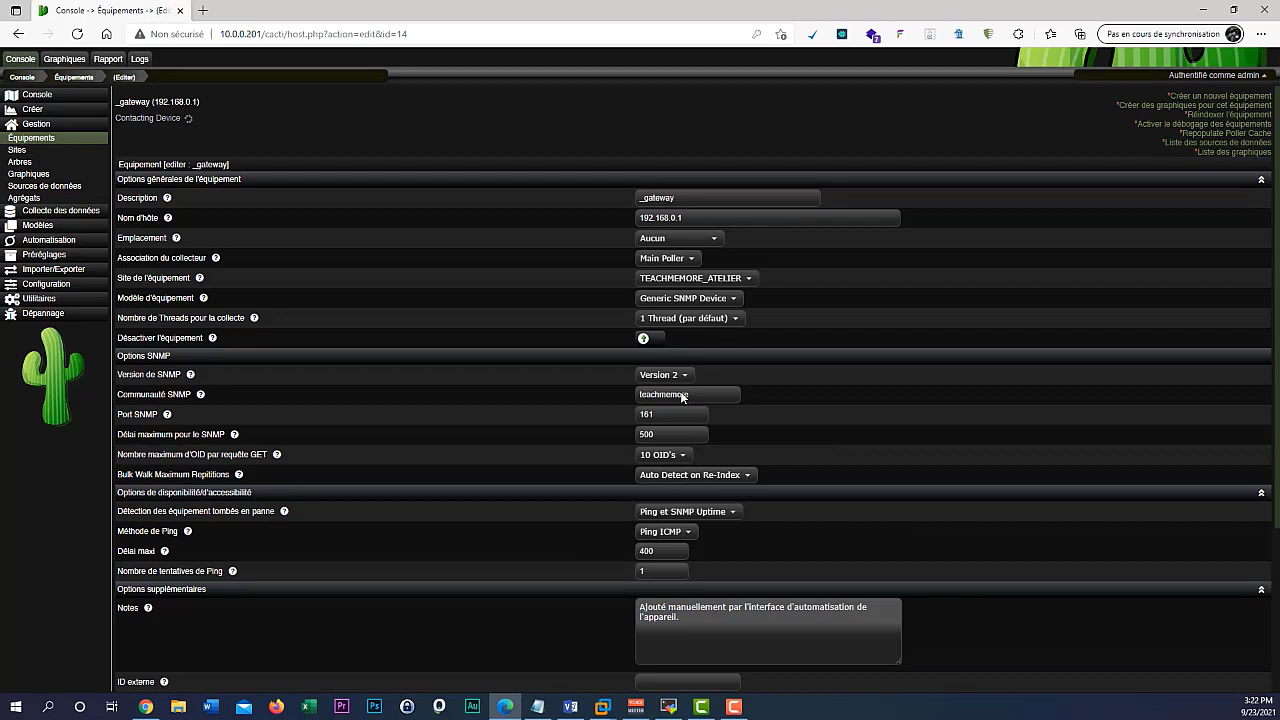 Console -> Équipements -> (Edi
Non sécurisé
10.0.0.201/cacti/host.php?action=edit&id=14
Pas en cours de synchronisation
Console
Graphiques
Rapport
Logs
Console
Équipements
(Editer)
Authentifié comme admin
Console
Créer
Gestion
Équipements
Sites
Arbres
Graphiques
Sources de données
Agrégats
Collecte des données
Modèles
Automatisation
Préréglages
Importer/Exporter
Configuration
Utilitaires
Dépannage
_gateway (192.168.0.1)
Contacting Device
*Créer un nouvel équipement
*Créer des graphiques pour cet équipement
*Réindexer l'équipement
*Activer le débogage des équipements
*Repopulate Poller Cache
*Liste des sources de données
*Liste des graphiques
Equipement [editer : _gateway]
Options générales de l'équipement
Description
_gateway
Nom d'hôte
192.168.0.1
Emplacement
Aucun
Association du collecteur
Main Poller
Site de l'équipement
TEACHMEMORE_ATELIER
Modèle d'équipement
Generic SNMP Device
Nombre de Threads pour la collecte
1 Thread (par défaut)
Désactiver l'équipement
Options SNMP
Version de SNMP
Version 2
Communauté SNMP
teachmemore
Port SNMP
161
Délai maximum pour le SNMP
500
Nombre maximum d'OID par requête GET
10 OID's
Bulk Walk Maximum Repititions
Auto Detect on Re-Index
Options de disponibilité/d'accessibilité
Détection des équipement tombés en panne
Ping et SNMP Uptime
Méthode de Ping
Ping ICMP
Délai maxi
400
Nombre de tentatives de Ping
1
Options supplémentaires
Notes
Ajouté manuellement par l'interface d'automatisation de
l'appareil.
ID externe
3:22 PM
9/23/2021